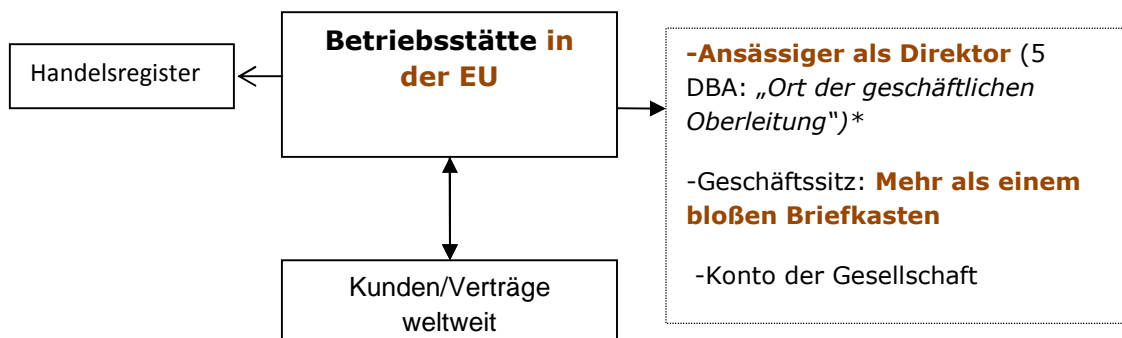 Handelsregister
Betriebsstätte in
der EU
-Ansässiger als Direktor (5
DBA: „Ort der geschäftlichen
Oberleitung“)*
-Geschäftssitz: Mehr als einem
bloßen Briefkasten
-Konto der Gesellschaft
Kunden/Verträge
weltweit